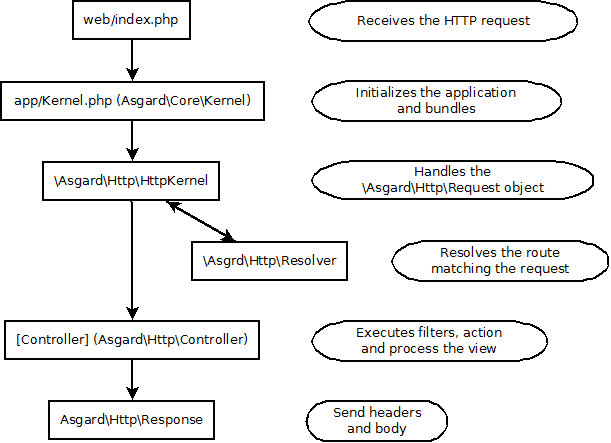 web/index.php
Receives the HTTP request
app/Kernel.php (Asgard\Core\Kernel)
Initializes the application
and bundles
\Asgard\Http\HttpKernel
Handles the
\Asgard\Http\Request object
\Asgrd\Http\Resolver
Resolves the route
matching the request
[Controller] (Asgard\Http\Controller)
Executes filters, action
and process the view
Asgard\Http\Response
Send headers
and body